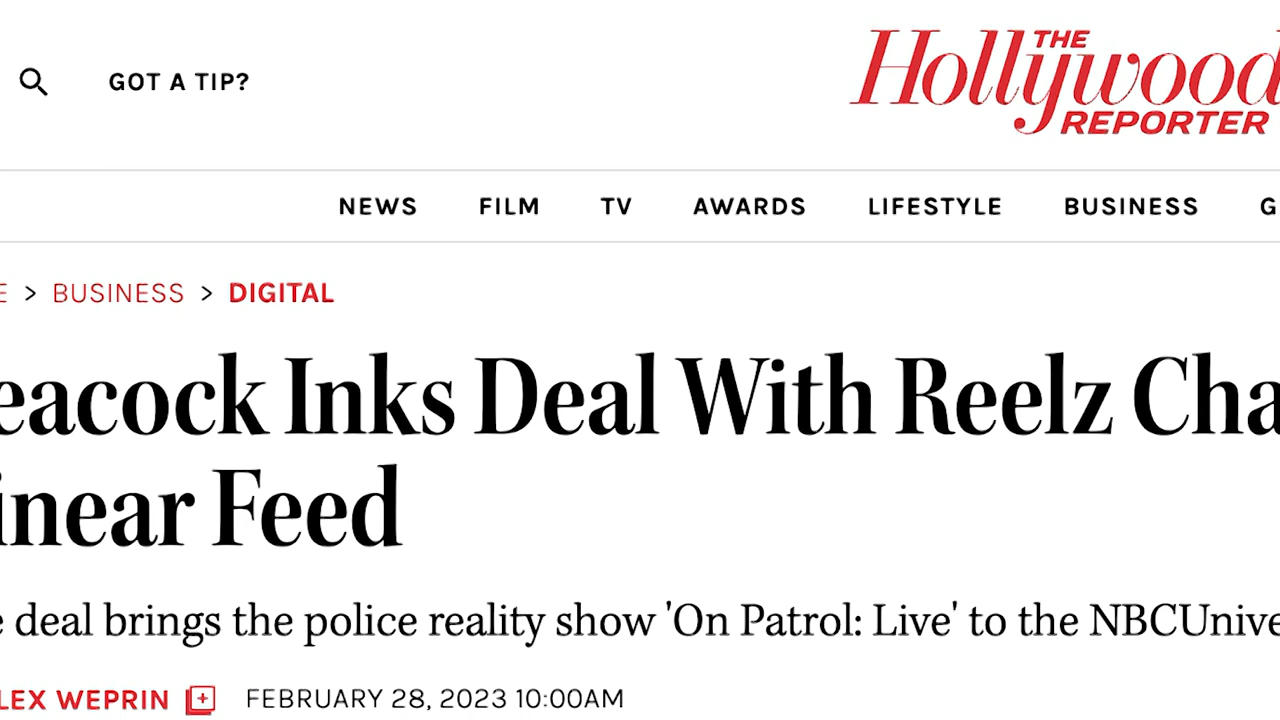 GOT A TIP?
THE
Hollywood
REPORTER
NEWS FILM TV AWARDS LIFESTYLE BUSINESS G
E > BUSINESS > DIGITAL
eacock Inks Deal With Reelz Cha
inear Feed
e deal brings the police reality show 'On Patrol: Live' to the NBCUnive
LEX WEPRIN FEBRUARY 28, 2023 10:00AM